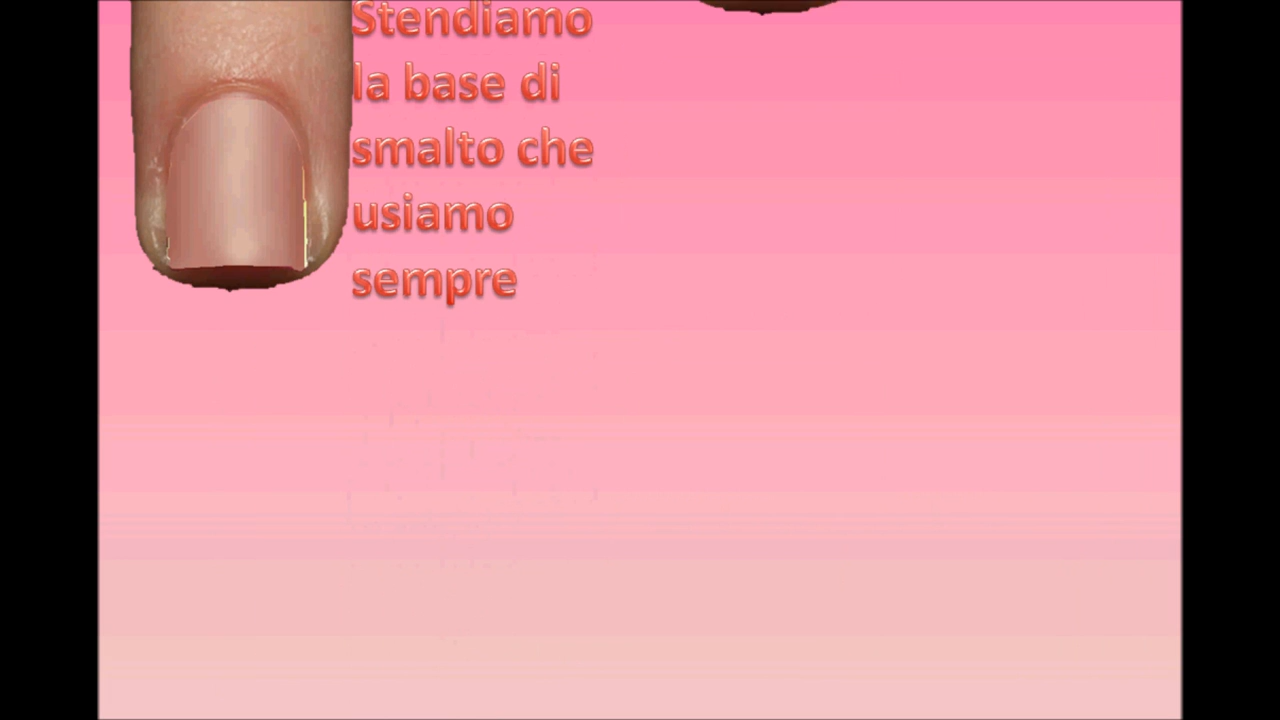 Stendiamo
la base di
smalto che
usiamo
sempre